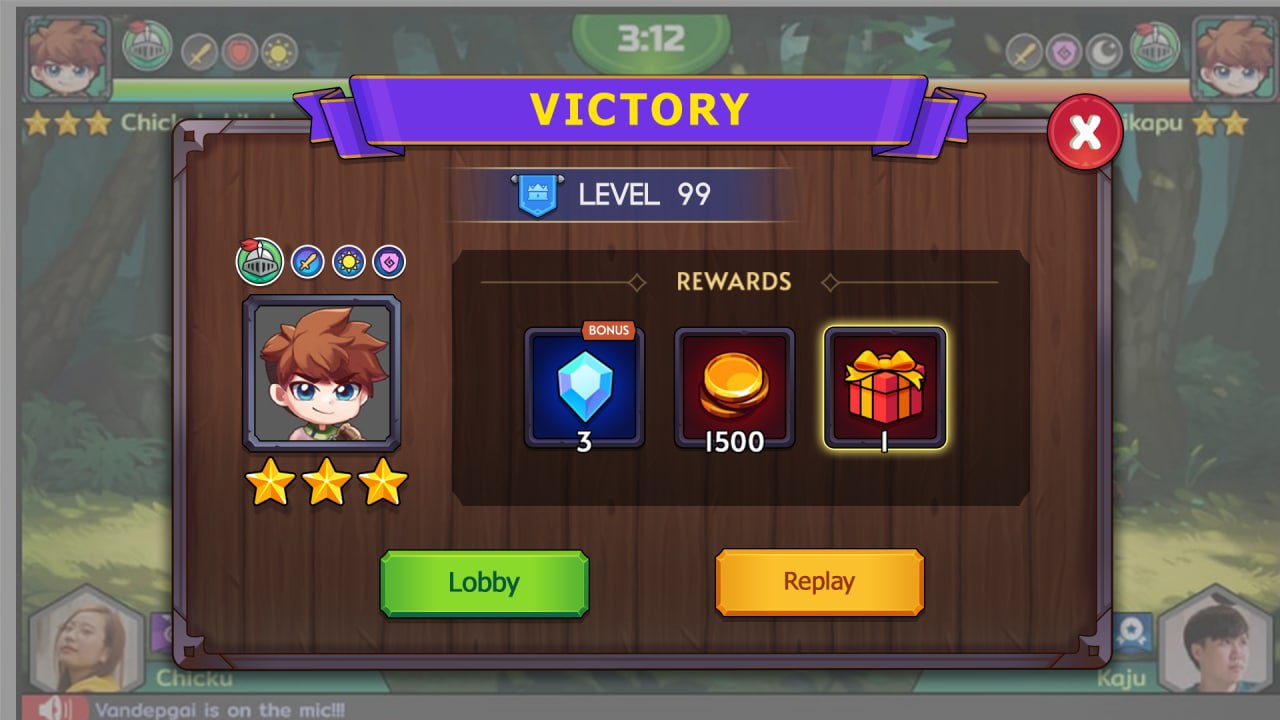 3:12
VICTORY
LEVEL 99
REWARDS
BONUS
3
1500
1
Lobby
Replay
Chicku
Kaju
Vandepgai is on the mic!!!